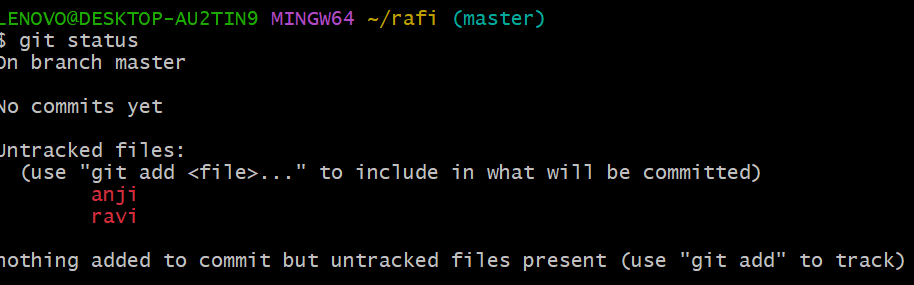 LENOVO@DESKTOP-AU2TIN9 MINGW64 ~/rafi (master)
$ git status
On branch master
No commits yet
Untracked files:
(use "git add <file>..." to include in what will be committed)
anji
ravi
nothing added to commit but untracked files present (use "git add" to track)